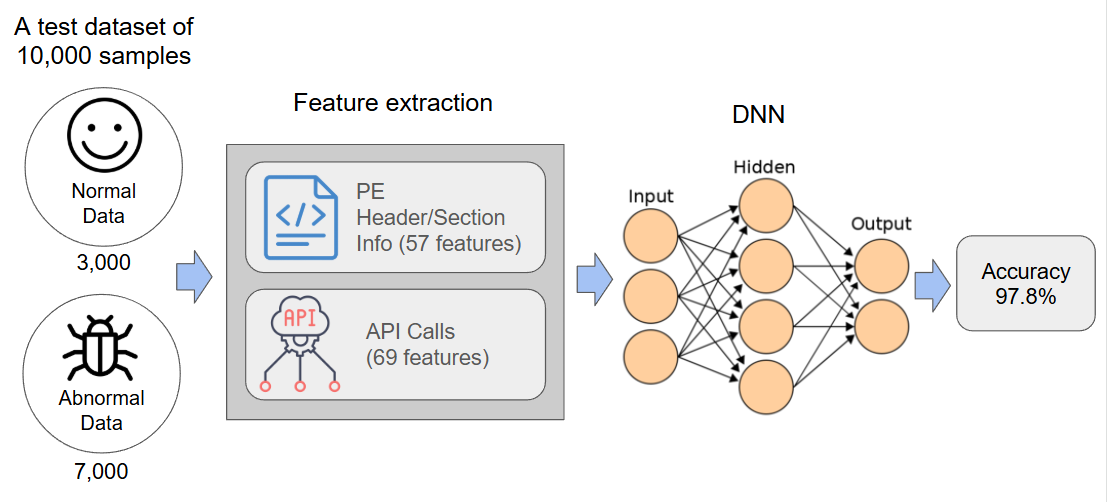 A test dataset of
10,000 samples
Normal
Data
3,000
Abnormal
Data
7,000
Feature extraction
</>
PE
Header/Section
Info (57 features)
API
API Calls
(69 features)
DNN
Input
Hidden
Output
Accuracy
97.8%